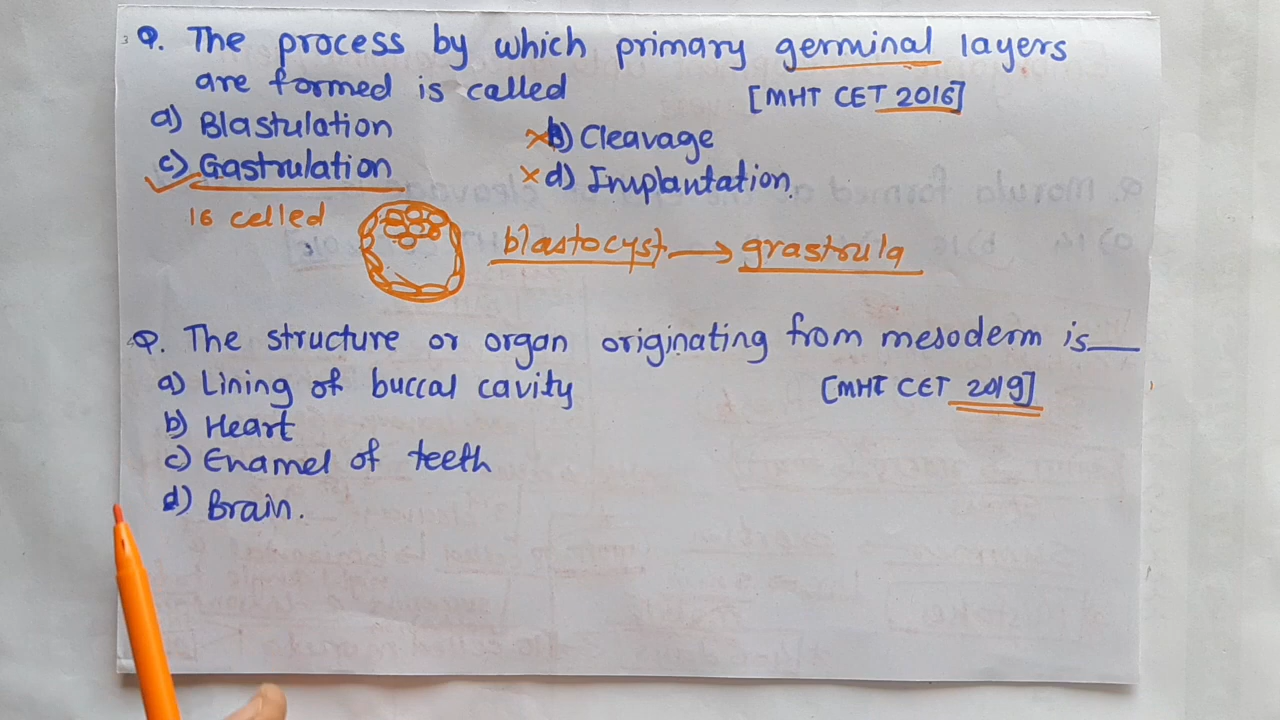 3 Q. The process by which primary germinal layers
are formed is called [MHT CET 2016]
a) Blastulation b) Cleavage
c) Gastrulation d) Implantation
16 celled blastocyst → grastrula
Q. The structure or organ originating from mesoderm is__
a) Lining of buccal cavity [MHT CET 2019]
b) Heart
c) Enamel of teeth
d) Brain.